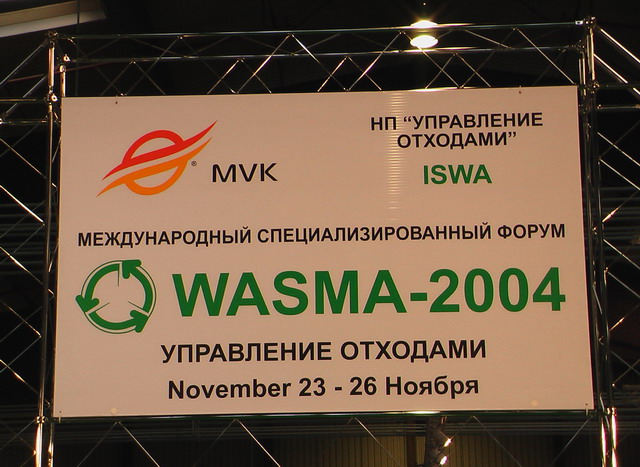 MVK
НП "УПРАВЛЕНИЕ
ОТХОДАМИ"
ISWA
МЕЖДУНАРОДНЫЙ СПЕЦИАЛИЗИРОВАННЫЙ ФОРУМ
WASMA-2004
УПРАВЛЕНИЕ ОТХОДАМИ
November 23 - 26 Ноября